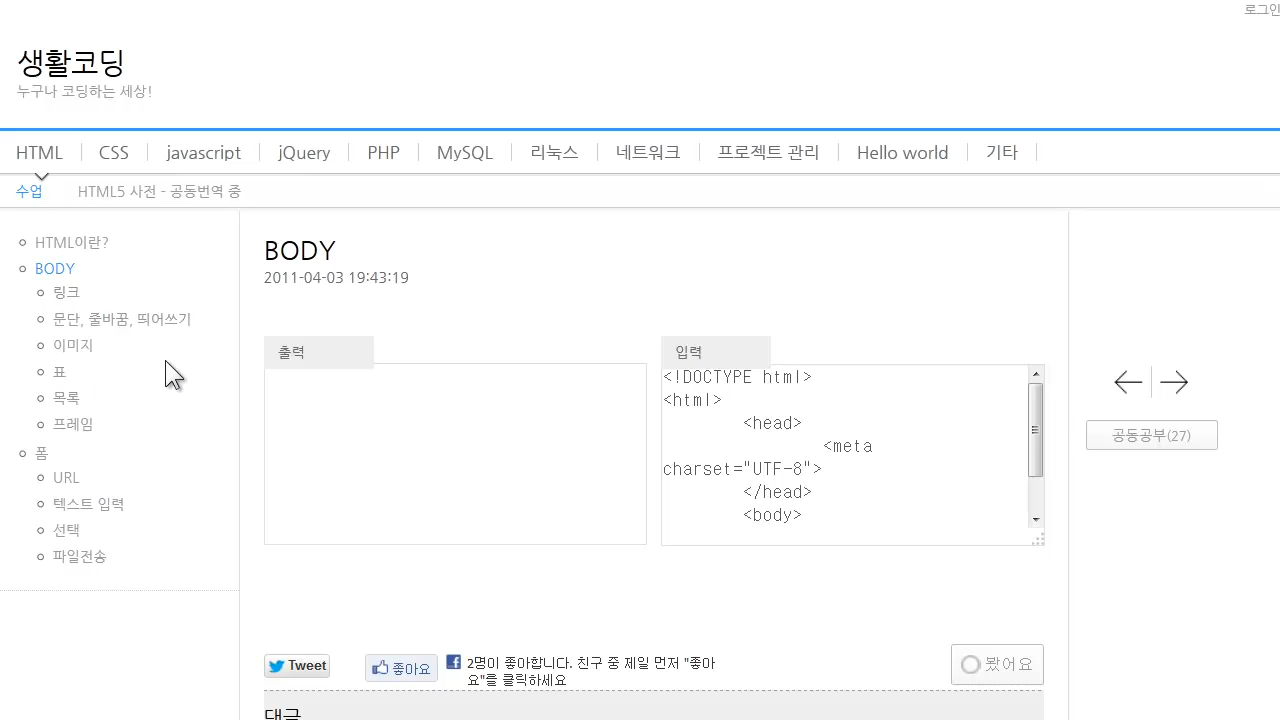 로그인
생활코딩
누구나 코딩하는 세상!
HTML CSS javascript jQuery PHP MySQL 리눅스 네트워크 프로젝트 관리 Hello world 기타
수업 HTML5 사전 - 공동번역 중
HTML이란?
BODY
링크
문단, 줄바꿈, 띄어쓰기
이미지
표
목록
프레임
폼
URL
텍스트 입력
선택
파일전송
BODY
2011-04-03 19:43:19
출력
입력
<!DOCTYPE html>
<html>
<head>
<meta
charset="UTF-8">
</head>
<body>
공동공부(27)
Tweet
좋아요
2명이 좋아합니다. 친구 중 제일 먼저 "좋아
요"를 클릭하세요
봤어요
댓글